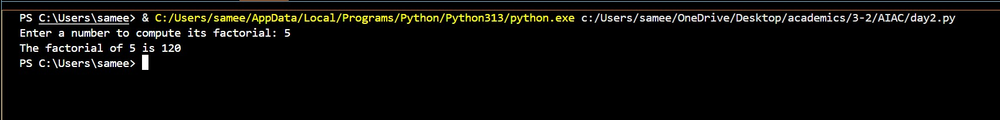 PS C:\Users\samee> & C:/Users/samee/AppData/Local/Programs/Python/Python313/python.exe c:/Users/samee/OneDrive/Desktop/academics/3-2/AIAC/day2.py
Enter a number to compute its factorial: 5
The factorial of 5 is 120
PS C:\Users\samee>